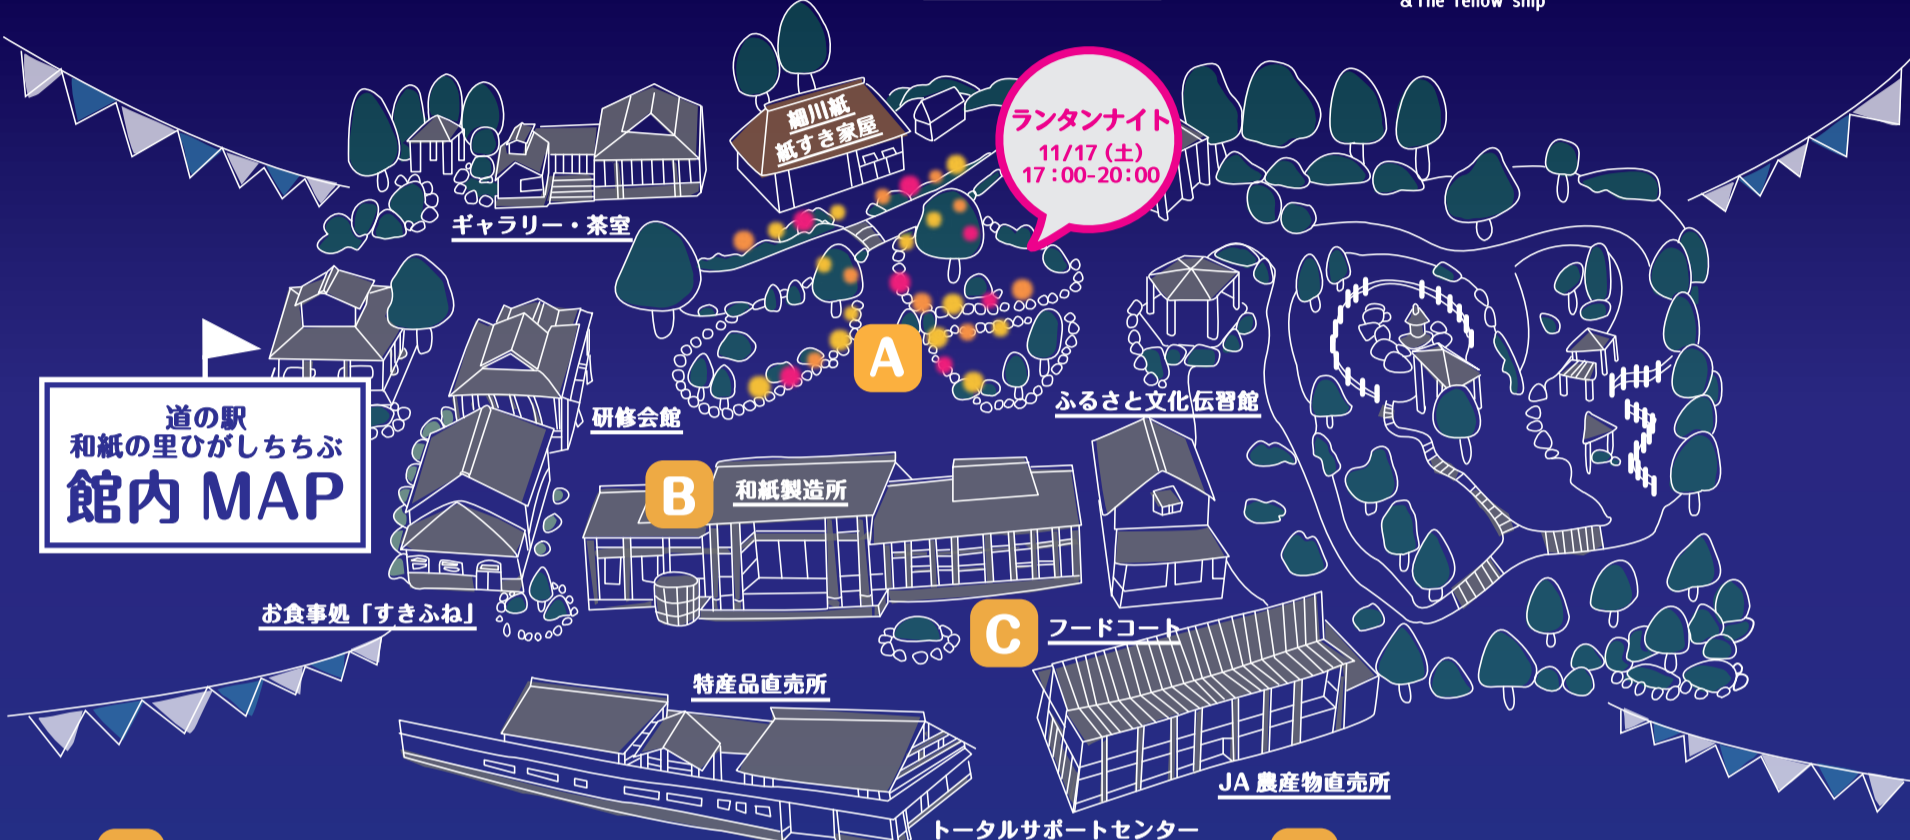 & The Yellow Ship
細川紙
紙すき家屋
ランタンナイト
11/17（土）
17：00-20：00
ギャラリー・茶室
道の駅
和紙の里ひがしちちぶ
館内 MAP
研修会館
A
ふるさと文化伝習館
B
和紙製造所
お食事処「すきふね」
C
フードコート
特産品直売所
JA 農産物直売所
トータルサポートセンター